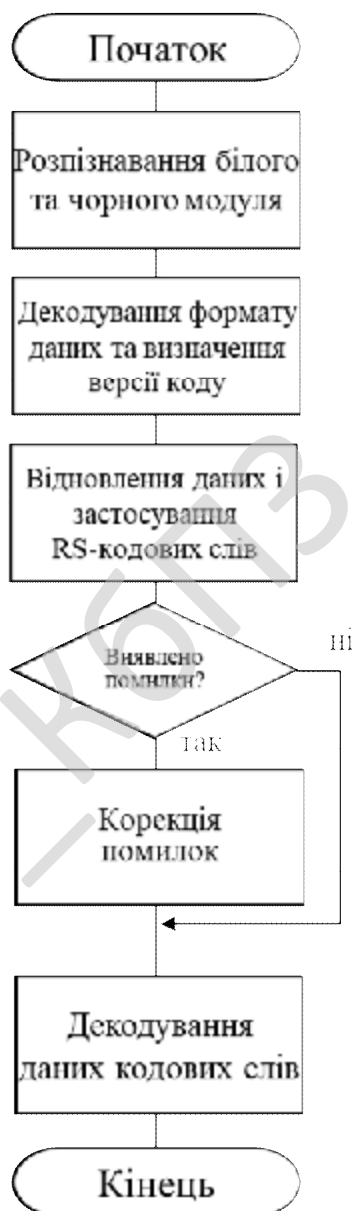 Початок
Розпізнавання білого
та чорного модуля
Декодування формату
даних та визначення
версії коду
Відновлення даних і
застосування
RS-кодових слів
Виявлено
помилки?
ні
так
Корекція
помилок
Декодування
даних кодових слів
Кінець
КбПЗ